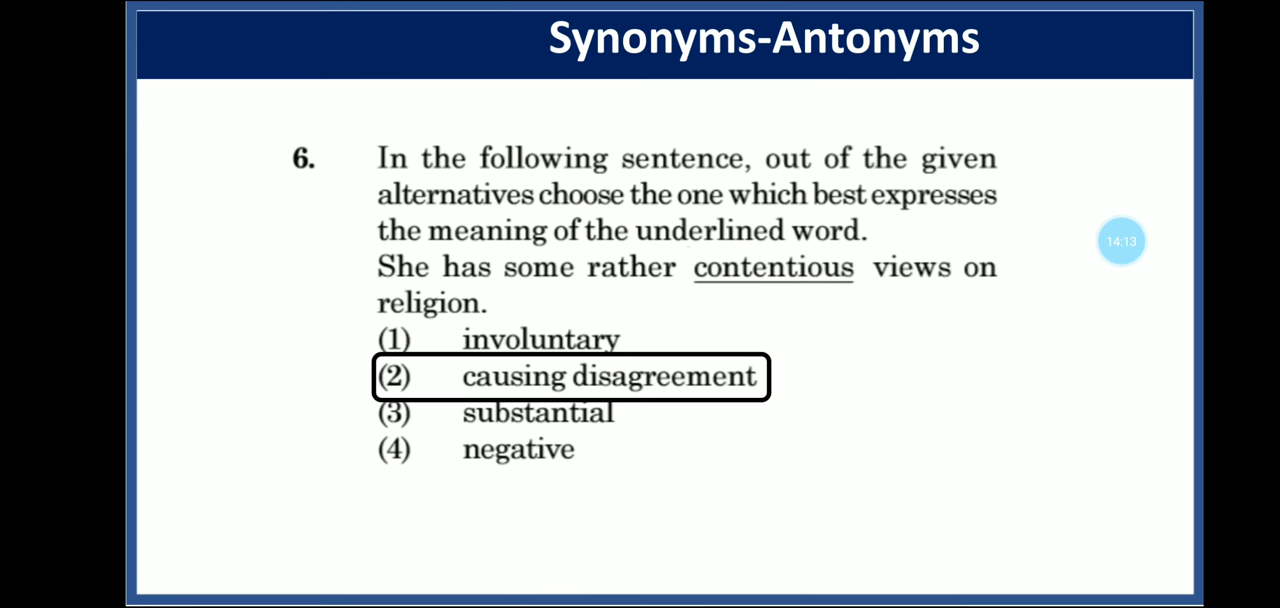 Synonyms-Antonyms
6. In the following sentence, out of the given
alternatives choose the one which best expresses
the meaning of the underlined word.
She has some rather contentious views on
religion.
(1) involuntary
(2) causing disagreement
(3) substantial
(4) negative
14:13